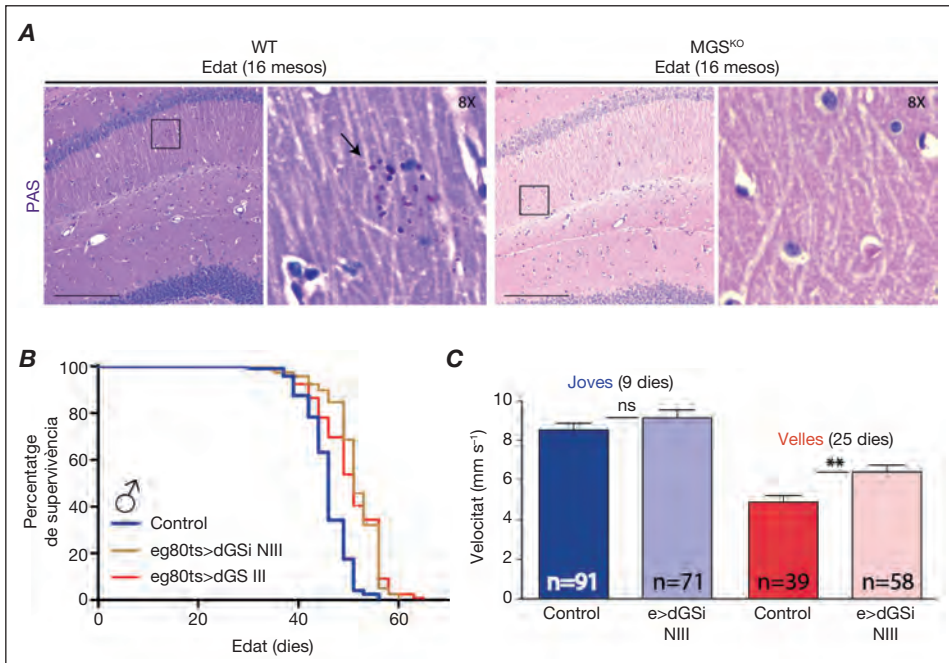 A
WT
Edat (16 mesos)
MGS^KO
Edat (16 mesos)
PAS
8X
8X
B
Percentatge
de supervivència
100
80
60
40
20
0
♂
Control
eg80ts>dGSi NIII
eg80ts>dGS III
0
20
40
60
Edat (dies)
C
Velocitat (mm s⁻¹)
10
8
6
4
2
0
Joves (9 dies)
ns
Velles (25 dies)
**
n=91
n=71
n=39
n=58
Control
e>dGSi
NIII
Control
e>dGSi
NIII